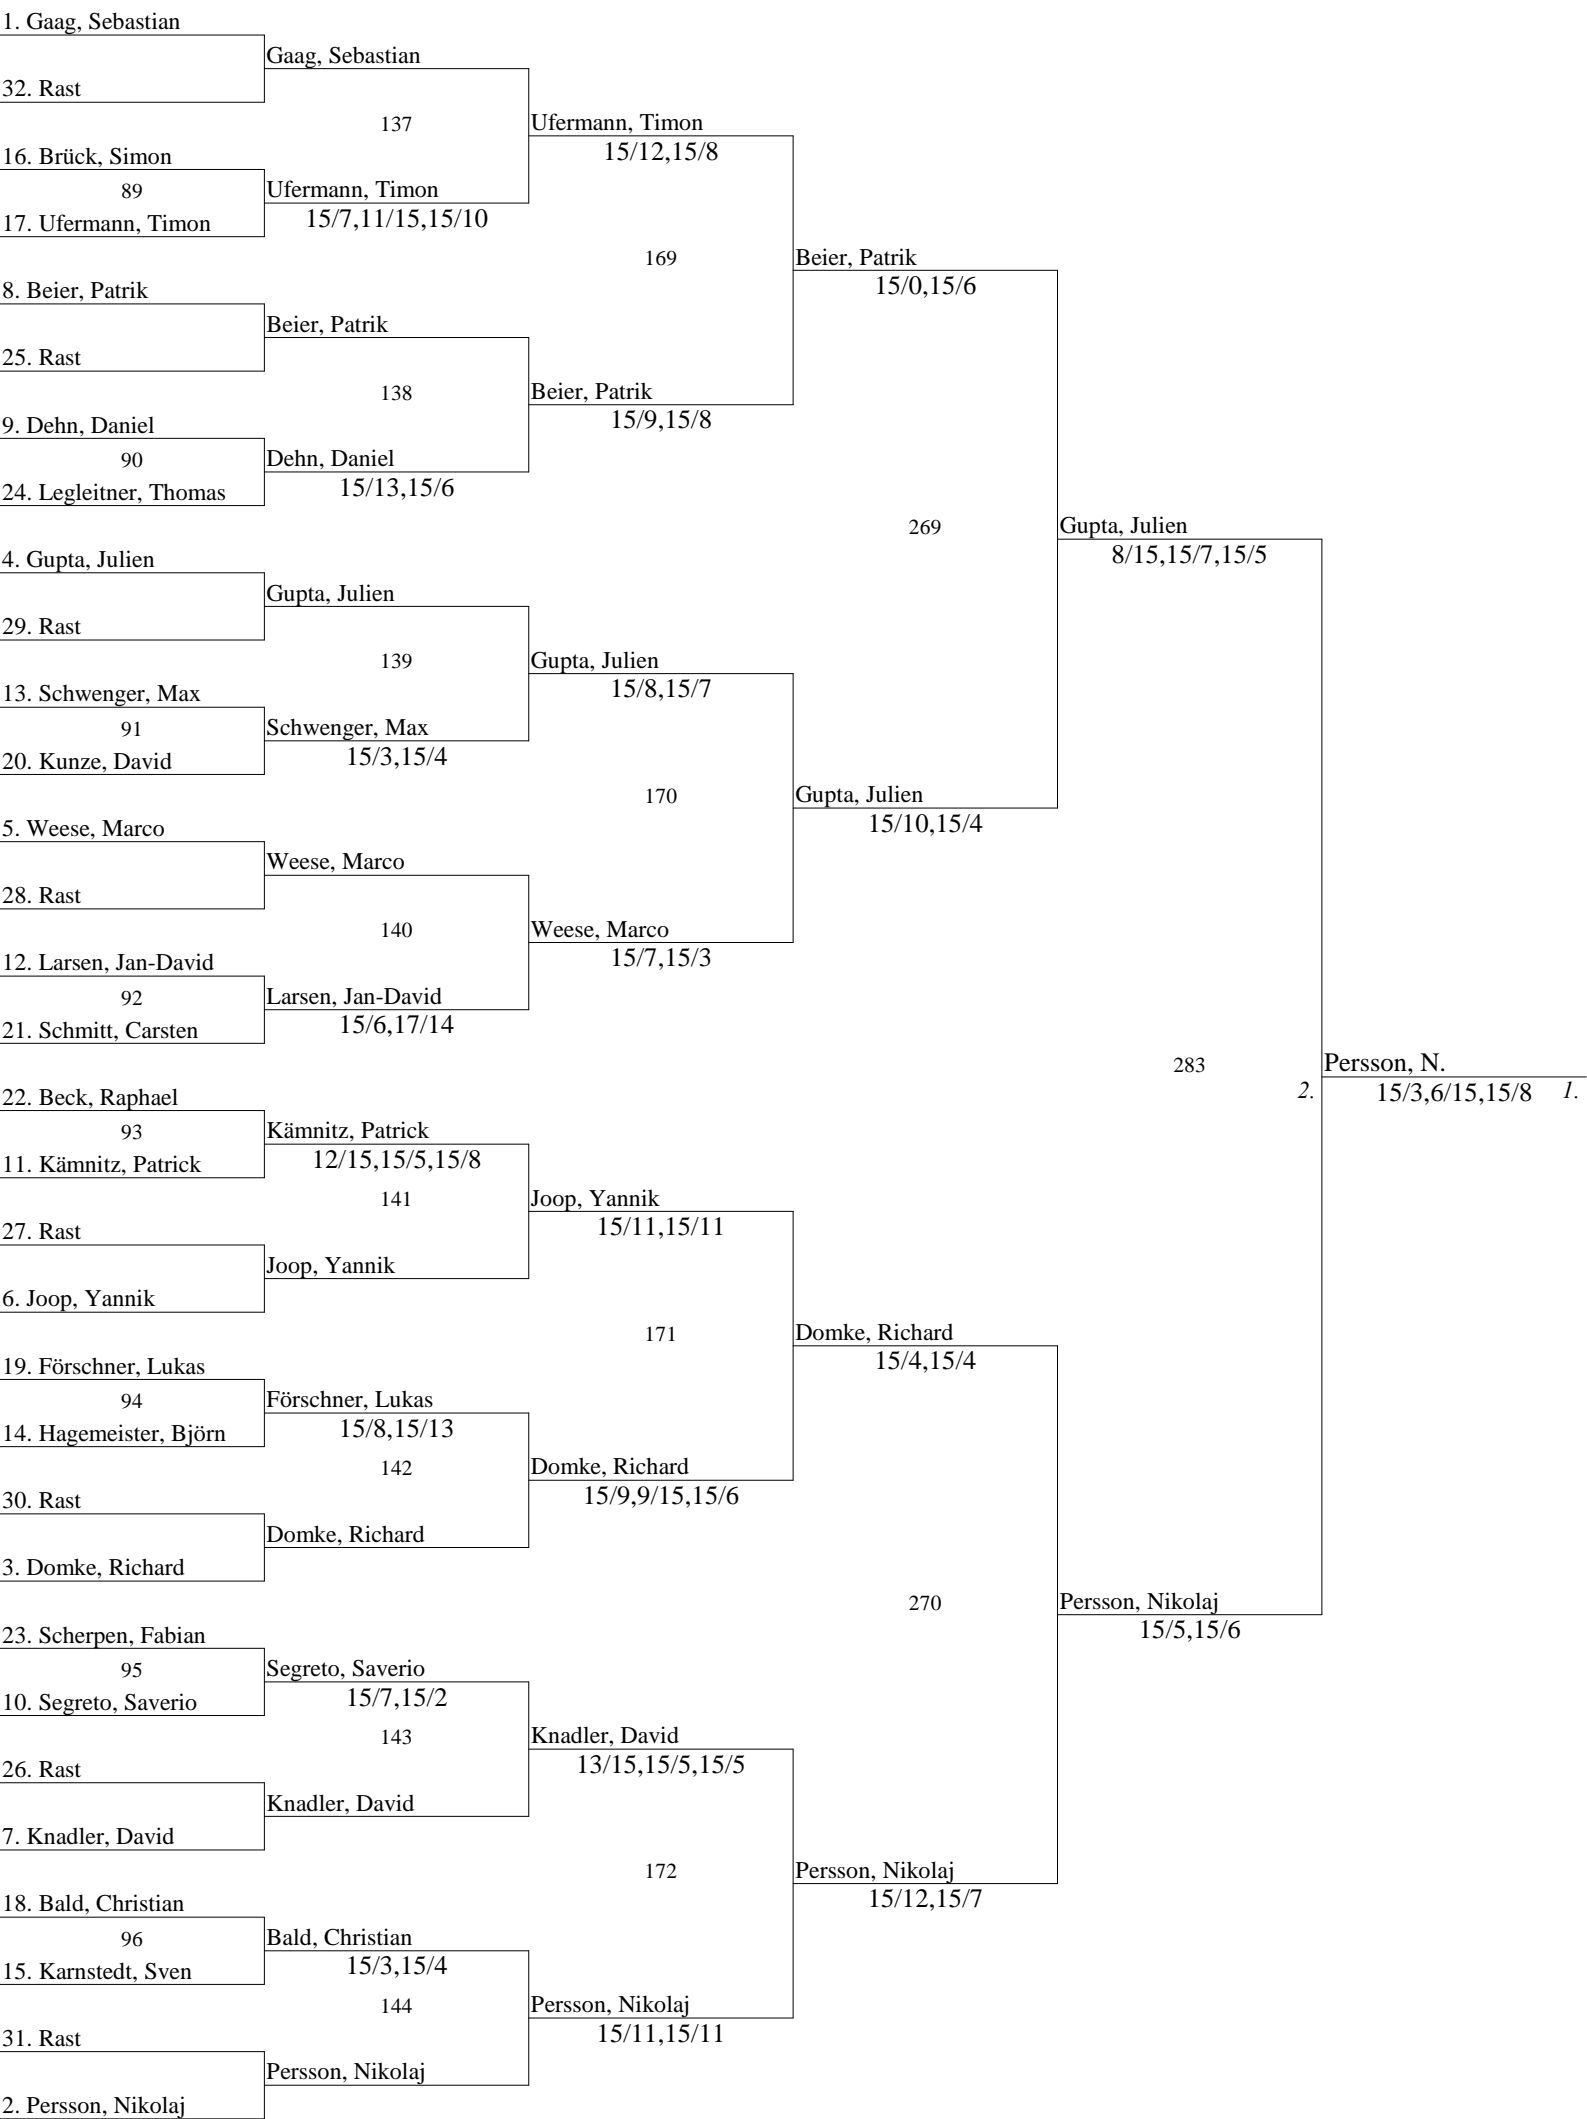 1. Gaag, Sebastian
Gaag, Sebastian
32. Rast
137
Ufermann, Timon
15/12,15/8
16. Brück, Simon
89
Ufermann, Timon
15/7,11/15,15/10
17. Ufermann, Timon
169
Beier, Patrik
15/0,15/6
8. Beier, Patrik
Beier, Patrik
25. Rast
138
Beier, Patrik
15/9,15/8
9. Dehn, Daniel
90
Dehn, Daniel
15/13,15/6
24. Legleitner, Thomas
269
Gupta, Julien
8/15,15/7,15/5
4. Gupta, Julien
Gupta, Julien
29. Rast
139
Gupta, Julien
15/8,15/7
13. Schwenger, Max
91
Schwenger, Max
15/3,15/4
20. Kunze, David
170
Gupta, Julien
15/10,15/4
5. Weese, Marco
Weese, Marco
28. Rast
140
Weese, Marco
15/7,15/3
12. Larsen, Jan-David
92
Larsen, Jan-David
15/6,17/14
21. Schmitt, Carsten
283
Persson, N.
2.
15/3,6/15,15/8
1.
22. Beck, Raphael
93
Kämnitz, Patrick
12/15,15/5,15/8
11. Kämnitz, Patrick
141
Joop, Yannik
15/11,15/11
27. Rast
Joop, Yannik
6. Joop, Yannik
171
Domke, Richard
15/4,15/4
19. Förschner, Lukas
94
Förschner, Lukas
15/8,15/13
14. Hagemeister, Björn
142
Domke, Richard
15/9,9/15,15/6
30. Rast
Domke, Richard
3. Domke, Richard
270
Persson, Nikolaj
15/5,15/6
23. Scherpen, Fabian
95
Segreto, Saverio
15/7,15/2
10. Segreto, Saverio
143
Knadler, David
13/15,15/5,15/5
26. Rast
Knadler, David
7. Knadler, David
172
Persson, Nikolaj
15/12,15/7
18. Bald, Christian
96
Bald, Christian
15/3,15/4
15. Karnstedt, Sven
144
Persson, Nikolaj
15/11,15/11
31. Rast
Persson, Nikolaj
2. Persson, Nikolaj